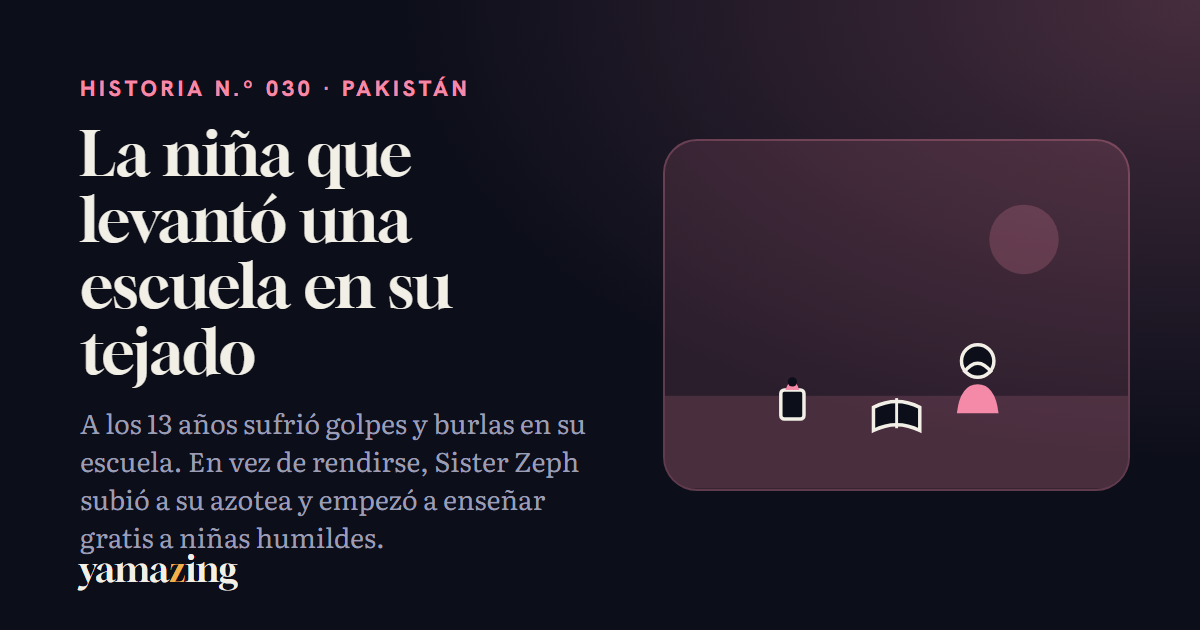 HISTORIA N.º 030 · PAKISTÁN
La niña que
levantó una
escuela en su
tejado
A los 13 años sufrió golpes y burlas en su
escuela. En vez de rendirse, Sister Zeph
subió a su azotea y empezó a enseñar
gratis a niñas humildes.
yamazing